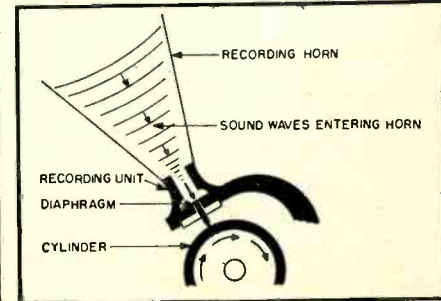 RECORDING HORN
SOUND WAVES ENTERING HORN
RECORDING UNIT
DIAPHRAGM
CYLINDER